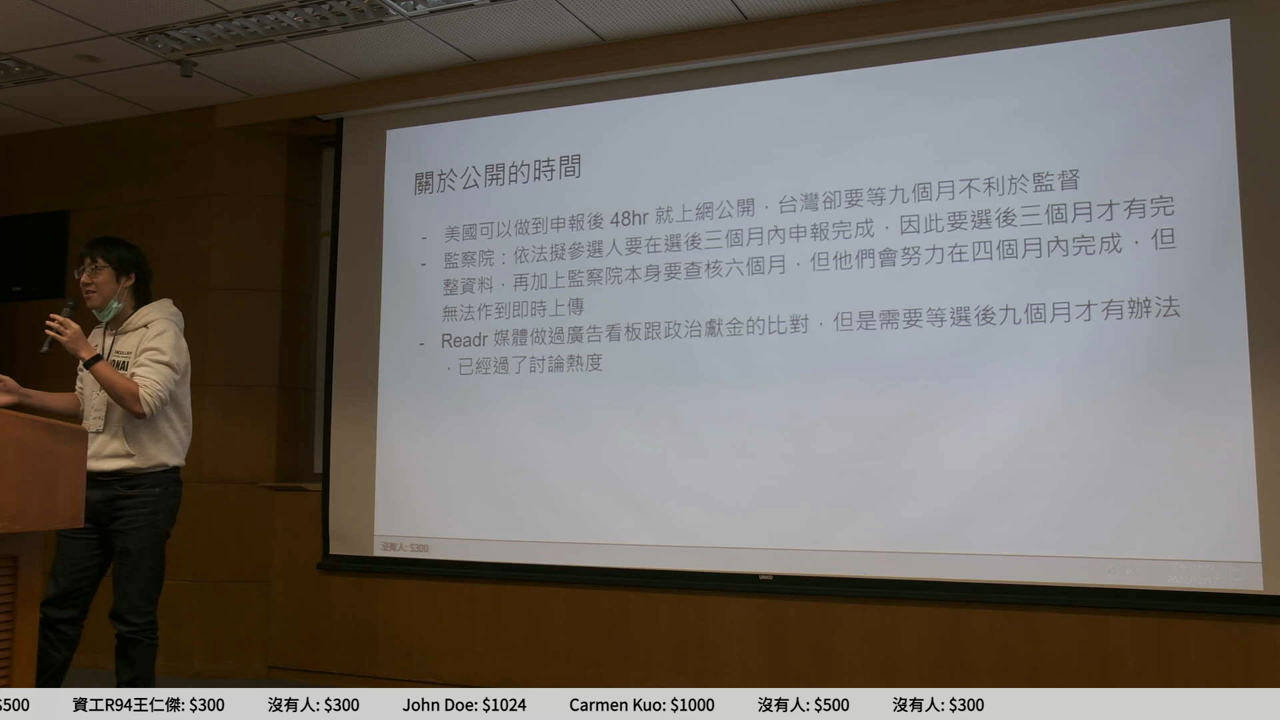 關於公開的時間
- 美國可以做到申報後 48hr 就上網公開，台灣卻要等九個月不利於監督
- 監察院：依法擬參選人要在選後三個月內申報完成，因此要選後三個月才有完
整資料，再加上監察院本身要查核六個月，但他們會努力在四個月內完成，但
無法作到即時上傳
- Readr 媒體做過廣告看板跟政治獻金的比對，但是需要等選後九個月才有辦法
，已經過了討論熱度
沒有人: $300
$500 資工R94王仁傑: $300 沒有人: $300 John Doe: $1024 Carmen Kuo: $1000 沒有人: $500 沒有人: $300